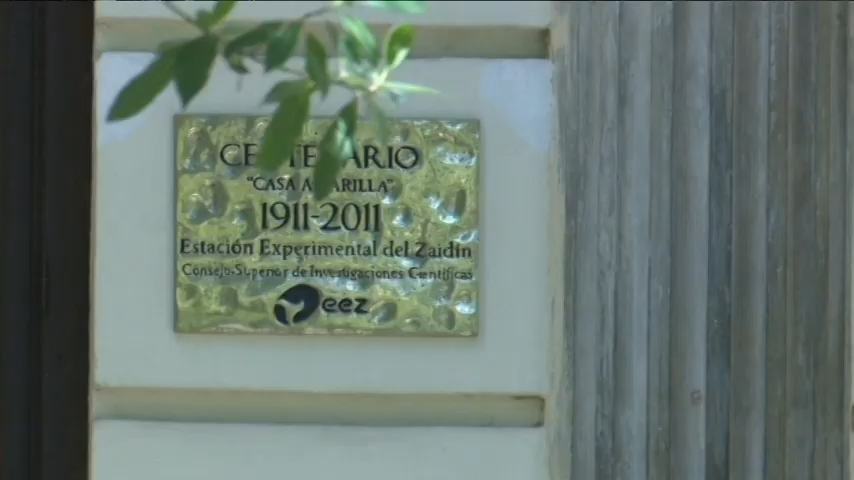 CENTENARIO
"CASA AMARILLA"
1911-2011
Estación Experimental del Zaidín
Consejo Superior de Investigaciones Científicas
eez